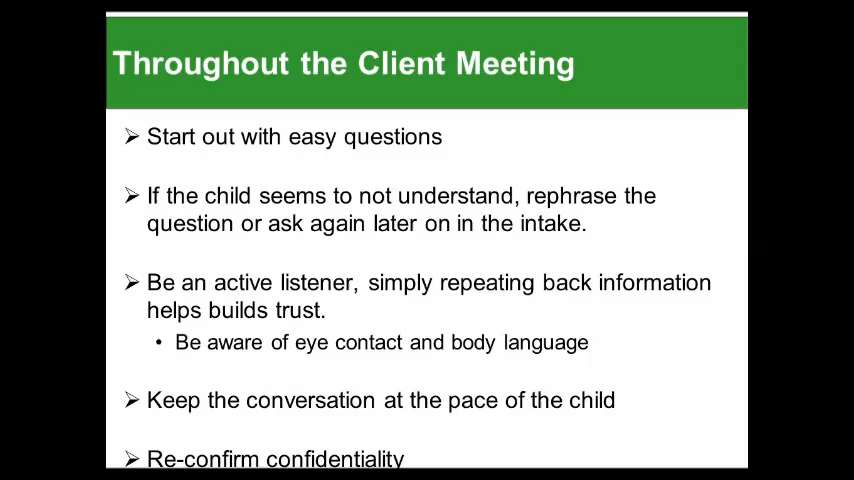 Throughout the Client Meeting
➢ Start out with easy questions
➢ If the child seems to not understand, rephrase the
question or ask again later on in the intake.
➢ Be an active listener, simply repeating back information
helps builds trust.
• Be aware of eye contact and body language
➢ Keep the conversation at the pace of the child
➢ Re-confirm confidentiality